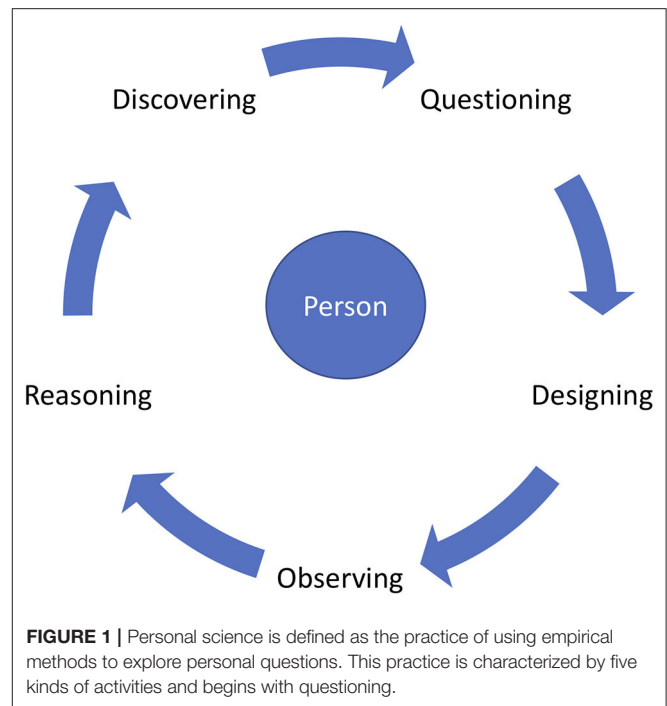 Discovering
Questioning
Person
Reasoning
Designing
Observing
FIGURE 1 | Personal science is defined as the practice of using empirical
methods to explore personal questions. This practice is characterized by five
kinds of activities and begins with questioning.